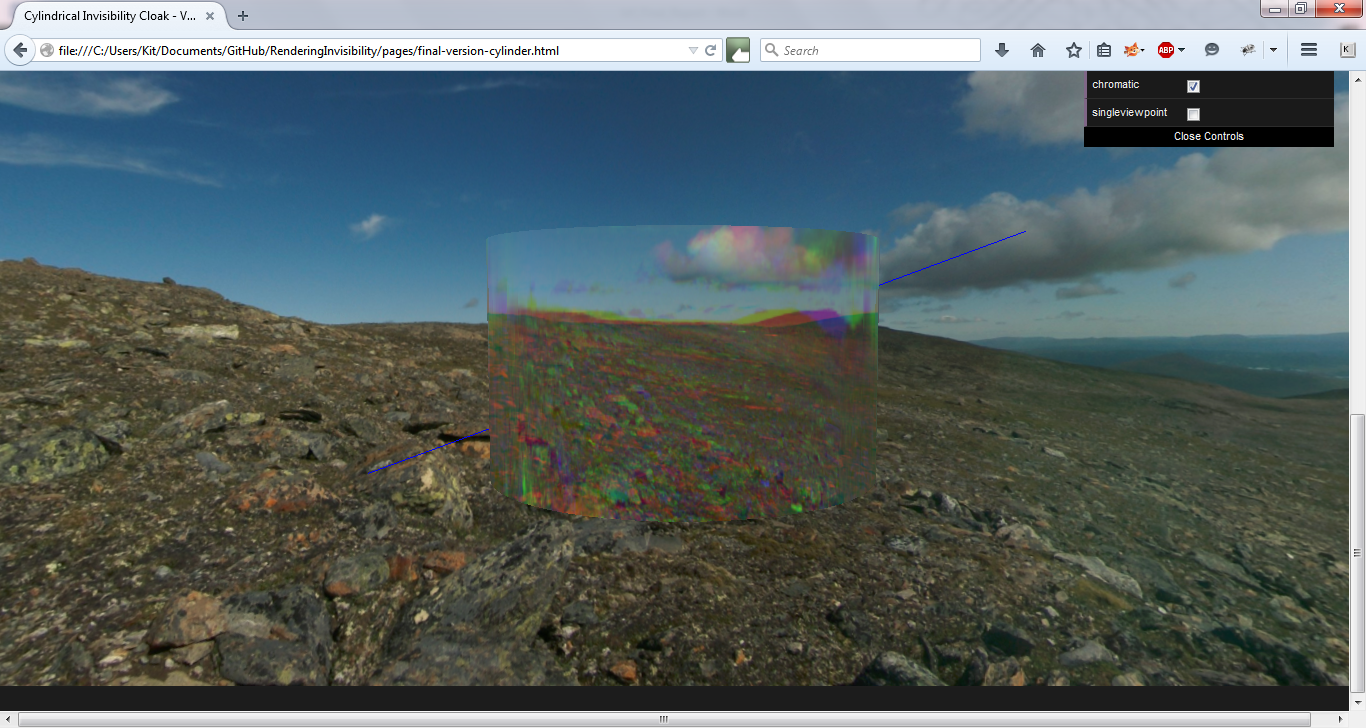 Cylindrical Invisibility Cloak - V...
file:///C:/Users/Kit/Documents/GitHub/RenderingInvisibility/pages/final-version-cylinder.html
Search
ABP
K
chromatic
singleviewpoint
Close Controls